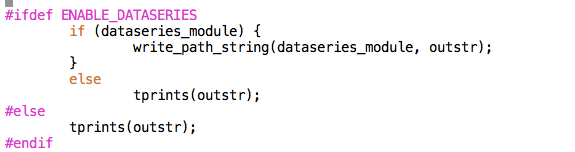 #ifdef ENABLE_DATASERIES
        if (dataseries_module) {
                write_path_string(dataseries_module, outstr);
        }
        else
                tprints(outstr);
#else
        tprints(outstr);
#endif